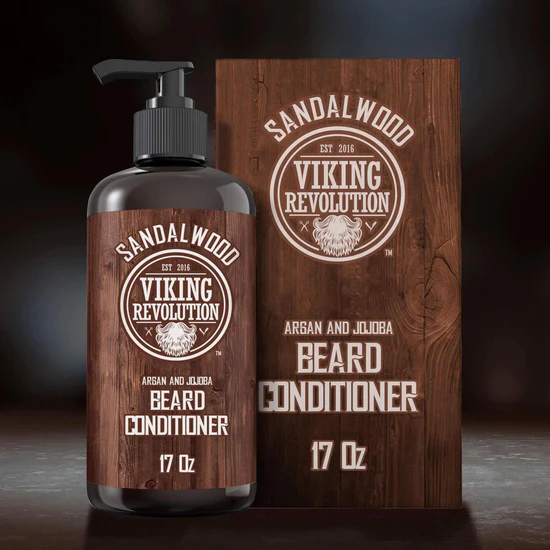 SANDALWOOD
EST 2016
VIKING
REVOLUTION
TM
ARGAN AND JOJOBA
BEARD
CONDITIONER
17 Oz
SANDALWOOD
EST 2016
VIKING
REVOLUTION
TM
ARGAN AND JOJOBA
BEARD
CONDITIONER
17 Oz